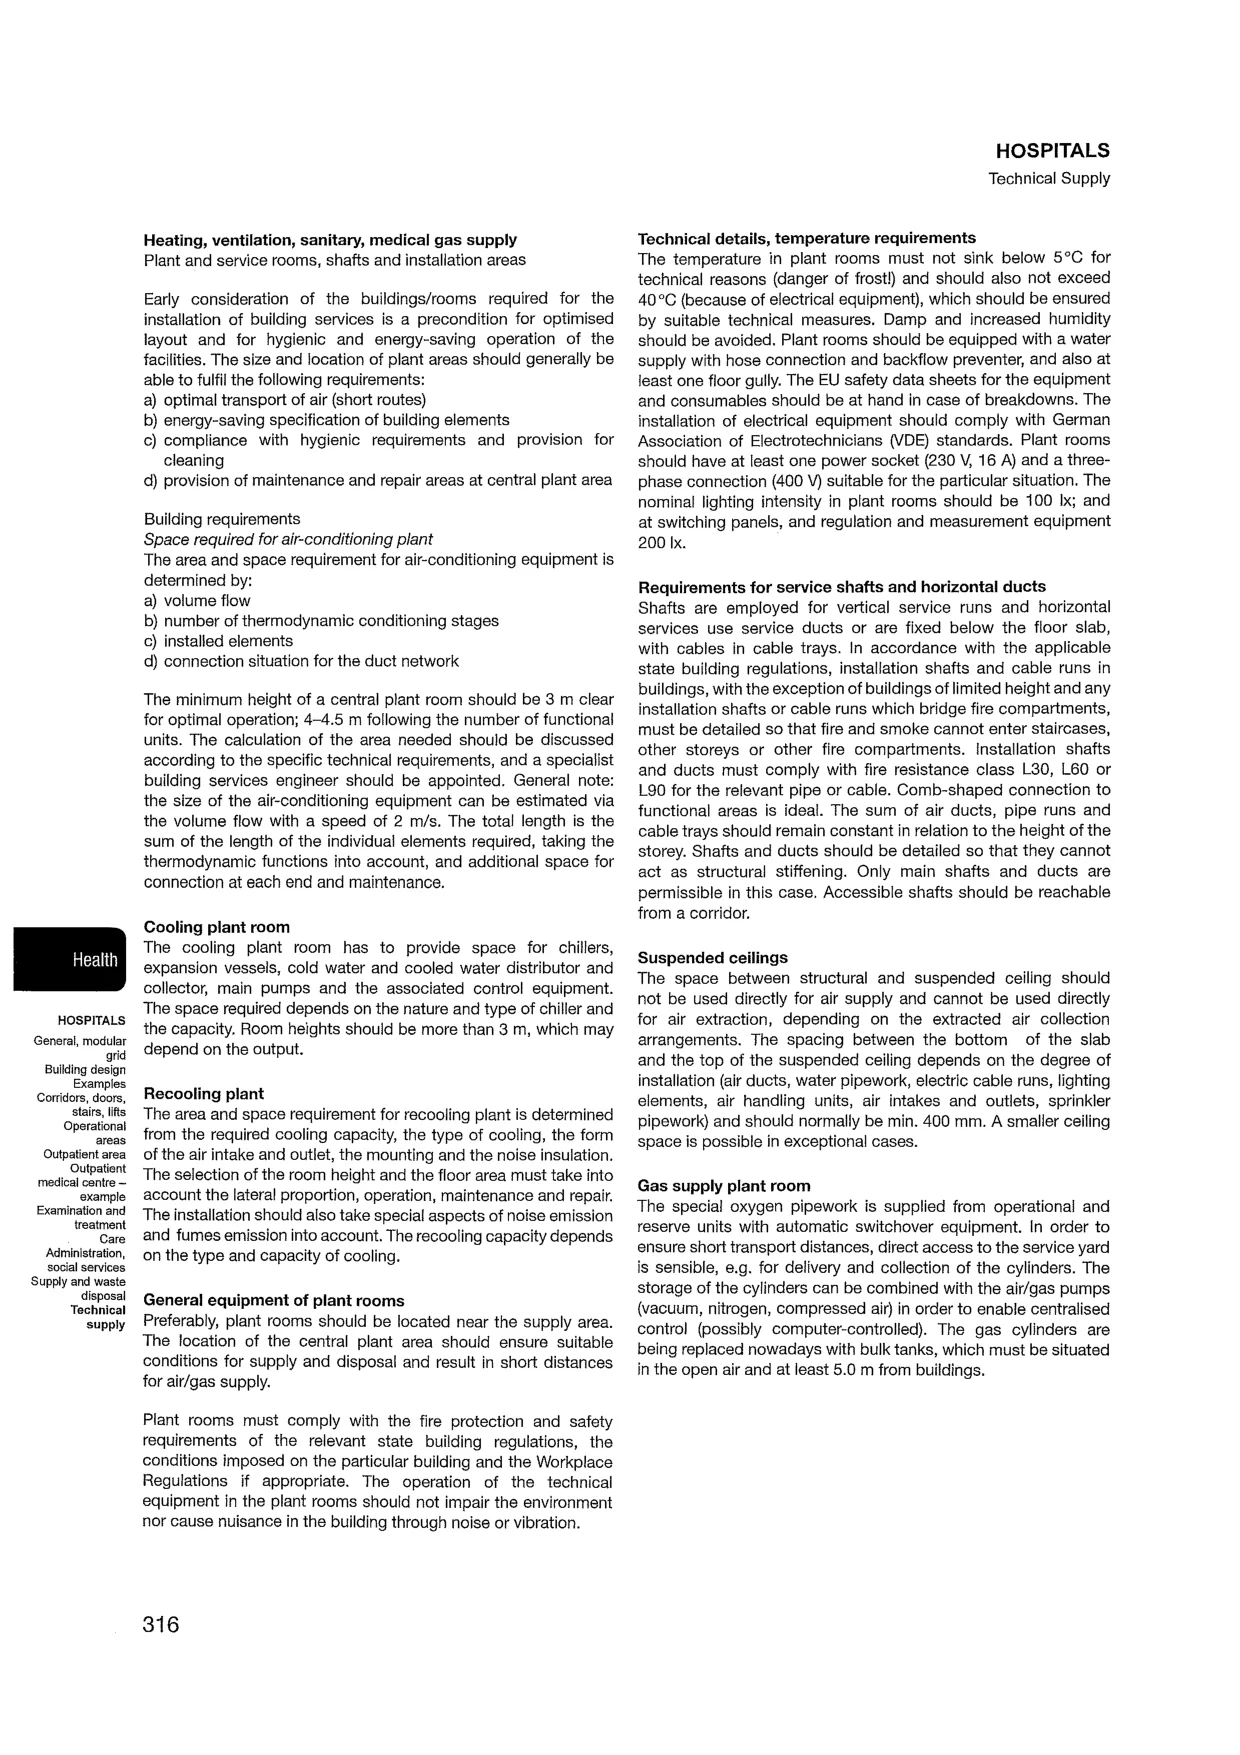 HOSPITALS
Technical Supply
Heating, ventilation, sanitary, medical gas supply
Plant and service rooms, shafts and installation areas
Early consideration of the buildings/rooms required for the
installation of building services is a precondition for optimised
layout and for hygienic and energy-saving operation of the
facilities. The size and location of plant areas should generally be
able to fulfil the following requirements:
a) optimal transport of air (short routes)
b) energy-saving specification of building elements
c) compliance with hygienic requirements and provision for
cleaning
d) provision of maintenance and repair areas at central plant area
Building requirements
Space required for air-conditioning plant
The area and space requirement for air-conditioning equipment is
determined by:
a) volume flow
b) number of thermodynamic conditioning stages
c) installed elements
d) connection situation for the duct network
The minimum height of a central plant room should be 3 m clear
for optimal operation; 4–4.5 m following the number of functional
units. The calculation of the area needed should be discussed
according to the specific technical requirements, and a specialist
building services engineer should be appointed. General note:
the size of the air-conditioning equipment can be estimated via
the volume flow with a speed of 2 m/s. The total length is the
sum of the length of the individual elements required, taking the
thermodynamic functions into account, and additional space for
connection at each end and maintenance.
Cooling plant room
The cooling plant room has to provide space for chillers,
expansion vessels, cold water and cooled water distributor and
collector, main pumps and the associated control equipment.
The space required depends on the nature and type of chiller and
the capacity. Room heights should be more than 3 m, which may
depend on the output.
Recooling plant
The area and space requirement for recooling plant is determined
from the required cooling capacity, the type of cooling, the form
of the air intake and outlet, the mounting and the noise insulation.
The selection of the room height and the floor area must take into
account the lateral proportion, operation, maintenance and repair.
The installation should also take special aspects of noise emission
and fumes emission into account. The recooling capacity depends
on the type and capacity of cooling.
General equipment of plant rooms
Preferably, plant rooms should be located near the supply area.
The location of the central plant area should ensure suitable
conditions for supply and disposal and result in short distances
for air/gas supply.
Plant rooms must comply with the fire protection and safety
requirements of the relevant state building regulations, the
conditions imposed on the particular building and the Workplace
Regulations if appropriate. The operation of the technical
equipment in the plant rooms should not impair the environment
nor cause nuisance in the building through noise or vibration.
Technical details, temperature requirements
The temperature in plant rooms must not sink below 5 °C for
technical reasons (danger of frost!) and should also not exceed
40 °C (because of electrical equipment), which should be ensured
by suitable technical measures. Damp and increased humidity
should be avoided. Plant rooms should be equipped with a water
supply with hose connection and backflow preventer, and also at
least one floor gully. The EU safety data sheets for the equipment
and consumables should be at hand in case of breakdowns. The
installation of electrical equipment should comply with German
Association of Electrotechnicians (VDE) standards. Plant rooms
should have at least one power socket (230 V, 16 A) and a three-
phase connection (400 V) suitable for the particular situation. The
nominal lighting intensity in plant rooms should be 100 lx; and
at switching panels, and regulation and measurement equipment
200 lx.
Requirements for service shafts and horizontal ducts
Shafts are employed for vertical service runs and horizontal
services use service ducts or are fixed below the floor slab,
with cables in cable trays. In accordance with the applicable
state building regulations, installation shafts and cable runs in
buildings, with the exception of buildings of limited height and any
installation shafts or cable runs which bridge fire compartments,
must be detailed so that fire and smoke cannot enter staircases,
other storeys or other fire compartments. Installation shafts
and ducts must comply with fire resistance class L30, L60 or
L90 for the relevant pipe or cable. Comb-shaped connection to
functional areas is ideal. The sum of air ducts, pipe runs and
cable trays should remain constant in relation to the height of the
storey. Shafts and ducts should be detailed so that they cannot
act as structural stiffening. Only main shafts and ducts are
permissible in this case. Accessible shafts should be reachable
from a corridor.
Suspended ceilings
The space between structural and suspended ceiling should
not be used directly for air supply and cannot be used directly
for air extraction, depending on the extracted air collection
arrangements. The spacing between the bottom of the slab
and the top of the suspended ceiling depends on the degree of
installation (air ducts, water pipework, electric cable runs, lighting
elements, air handling units, air intakes and outlets, sprinkler
pipework) and should normally be min. 400 mm. A smaller ceiling
space is possible in exceptional cases.
Gas supply plant room
The special oxygen pipework is supplied from operational and
reserve units with automatic switchover equipment. In order to
ensure short transport distances, direct access to the service yard
is sensible, e.g. for delivery and collection of the cylinders. The
storage of the cylinders can be combined with the air/gas pumps
(vacuum, nitrogen, compressed air) in order to enable centralised
control (possibly computer-controlled). The gas cylinders are
being replaced nowadays with bulk tanks, which must be situated
in the open air and at least 5.0 m from buildings.
Health
HOSPITALS
General, modular
grid
Building design
Examples
Corridors, doors,
stairs, lifts
Operational
areas
Outpatient area
Outpatient
medical centre –
example
Examination and
treatment
Care
Administration,
social services
Supply and waste
disposal
Technical
supply
316